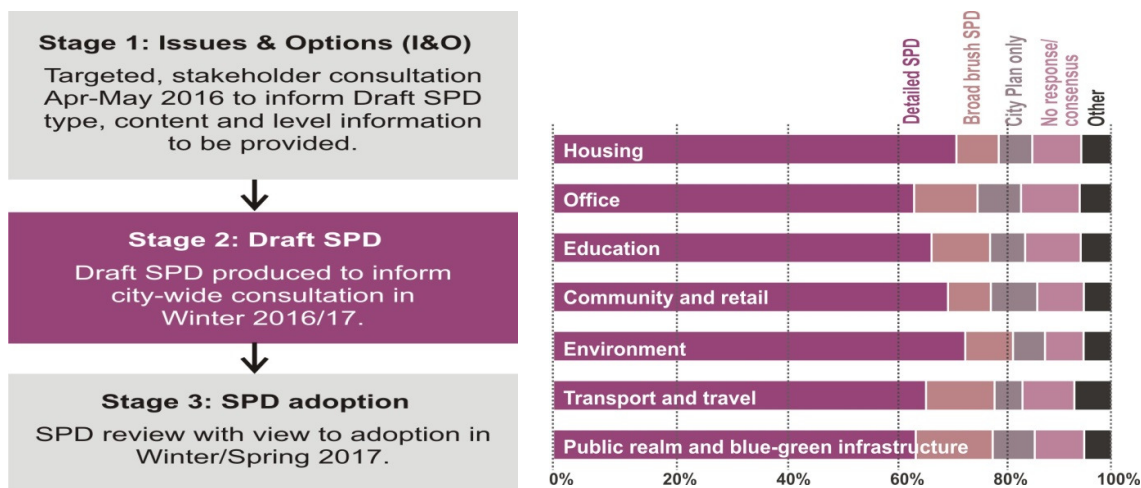 Stage 1: Issues & Options (I&O)
Targeted, stakeholder consultation
Apr-May 2016 to inform Draft SPD
type, content and level information
to be provided.
Stage 2: Draft SPD
Draft SPD produced to inform
city-wide consultation in
Winter 2016/17.
Stage 3: SPD adoption
SPD review with view to adoption in
Winter/Spring 2017.
Detailed SPD
Broad brush SPD
City Plan only
No response/
consensus
Other
Housing
Office
Education
Community and retail
Environment
Transport and travel
Public realm and blue-green infrastructure
0% 20% 40% 60% 80% 100%